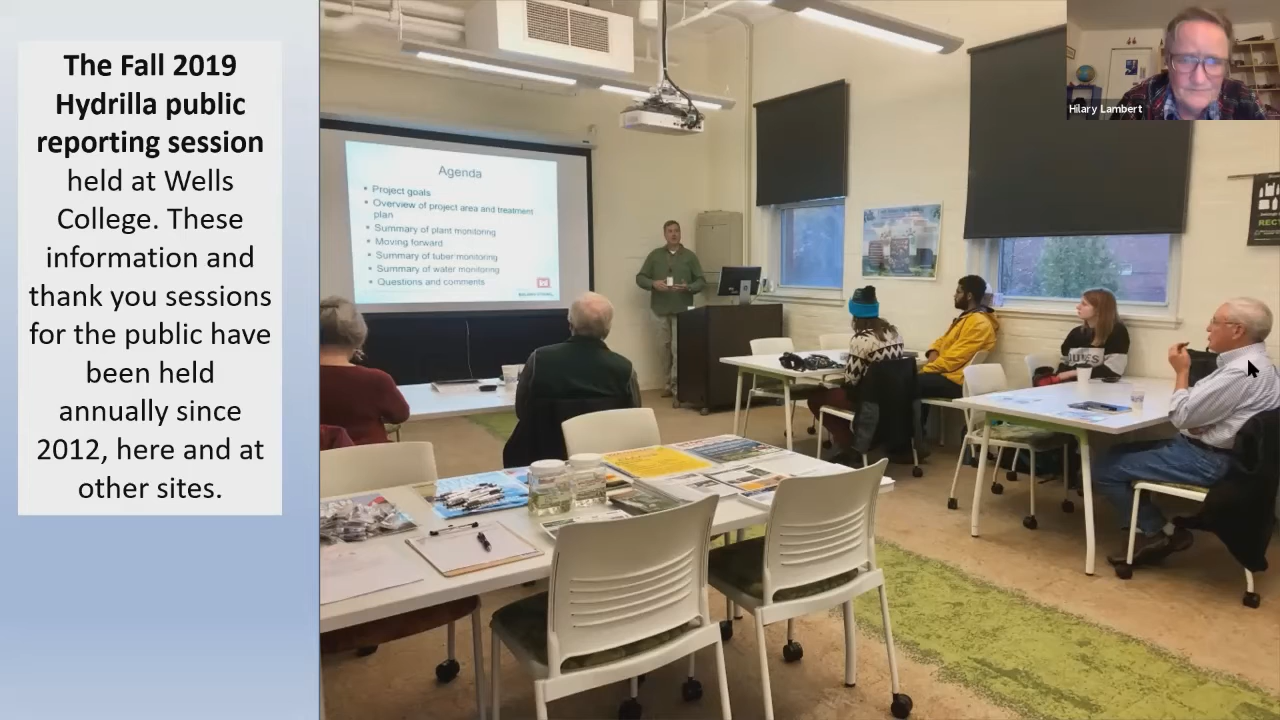 The Fall 2019
Hydrilla public
reporting session
held at Wells
College. These
information and
thank you sessions
for the public have
been held
annually since
2012, here and at
other sites.
Agenda
• Project goals
• Overview of project area and treatment
plan
• Summary of plant monitoring
• Moving forward
• Summary of tuber monitoring
• Summary of water monitoring
• Questions and comments
Hilary Lambert